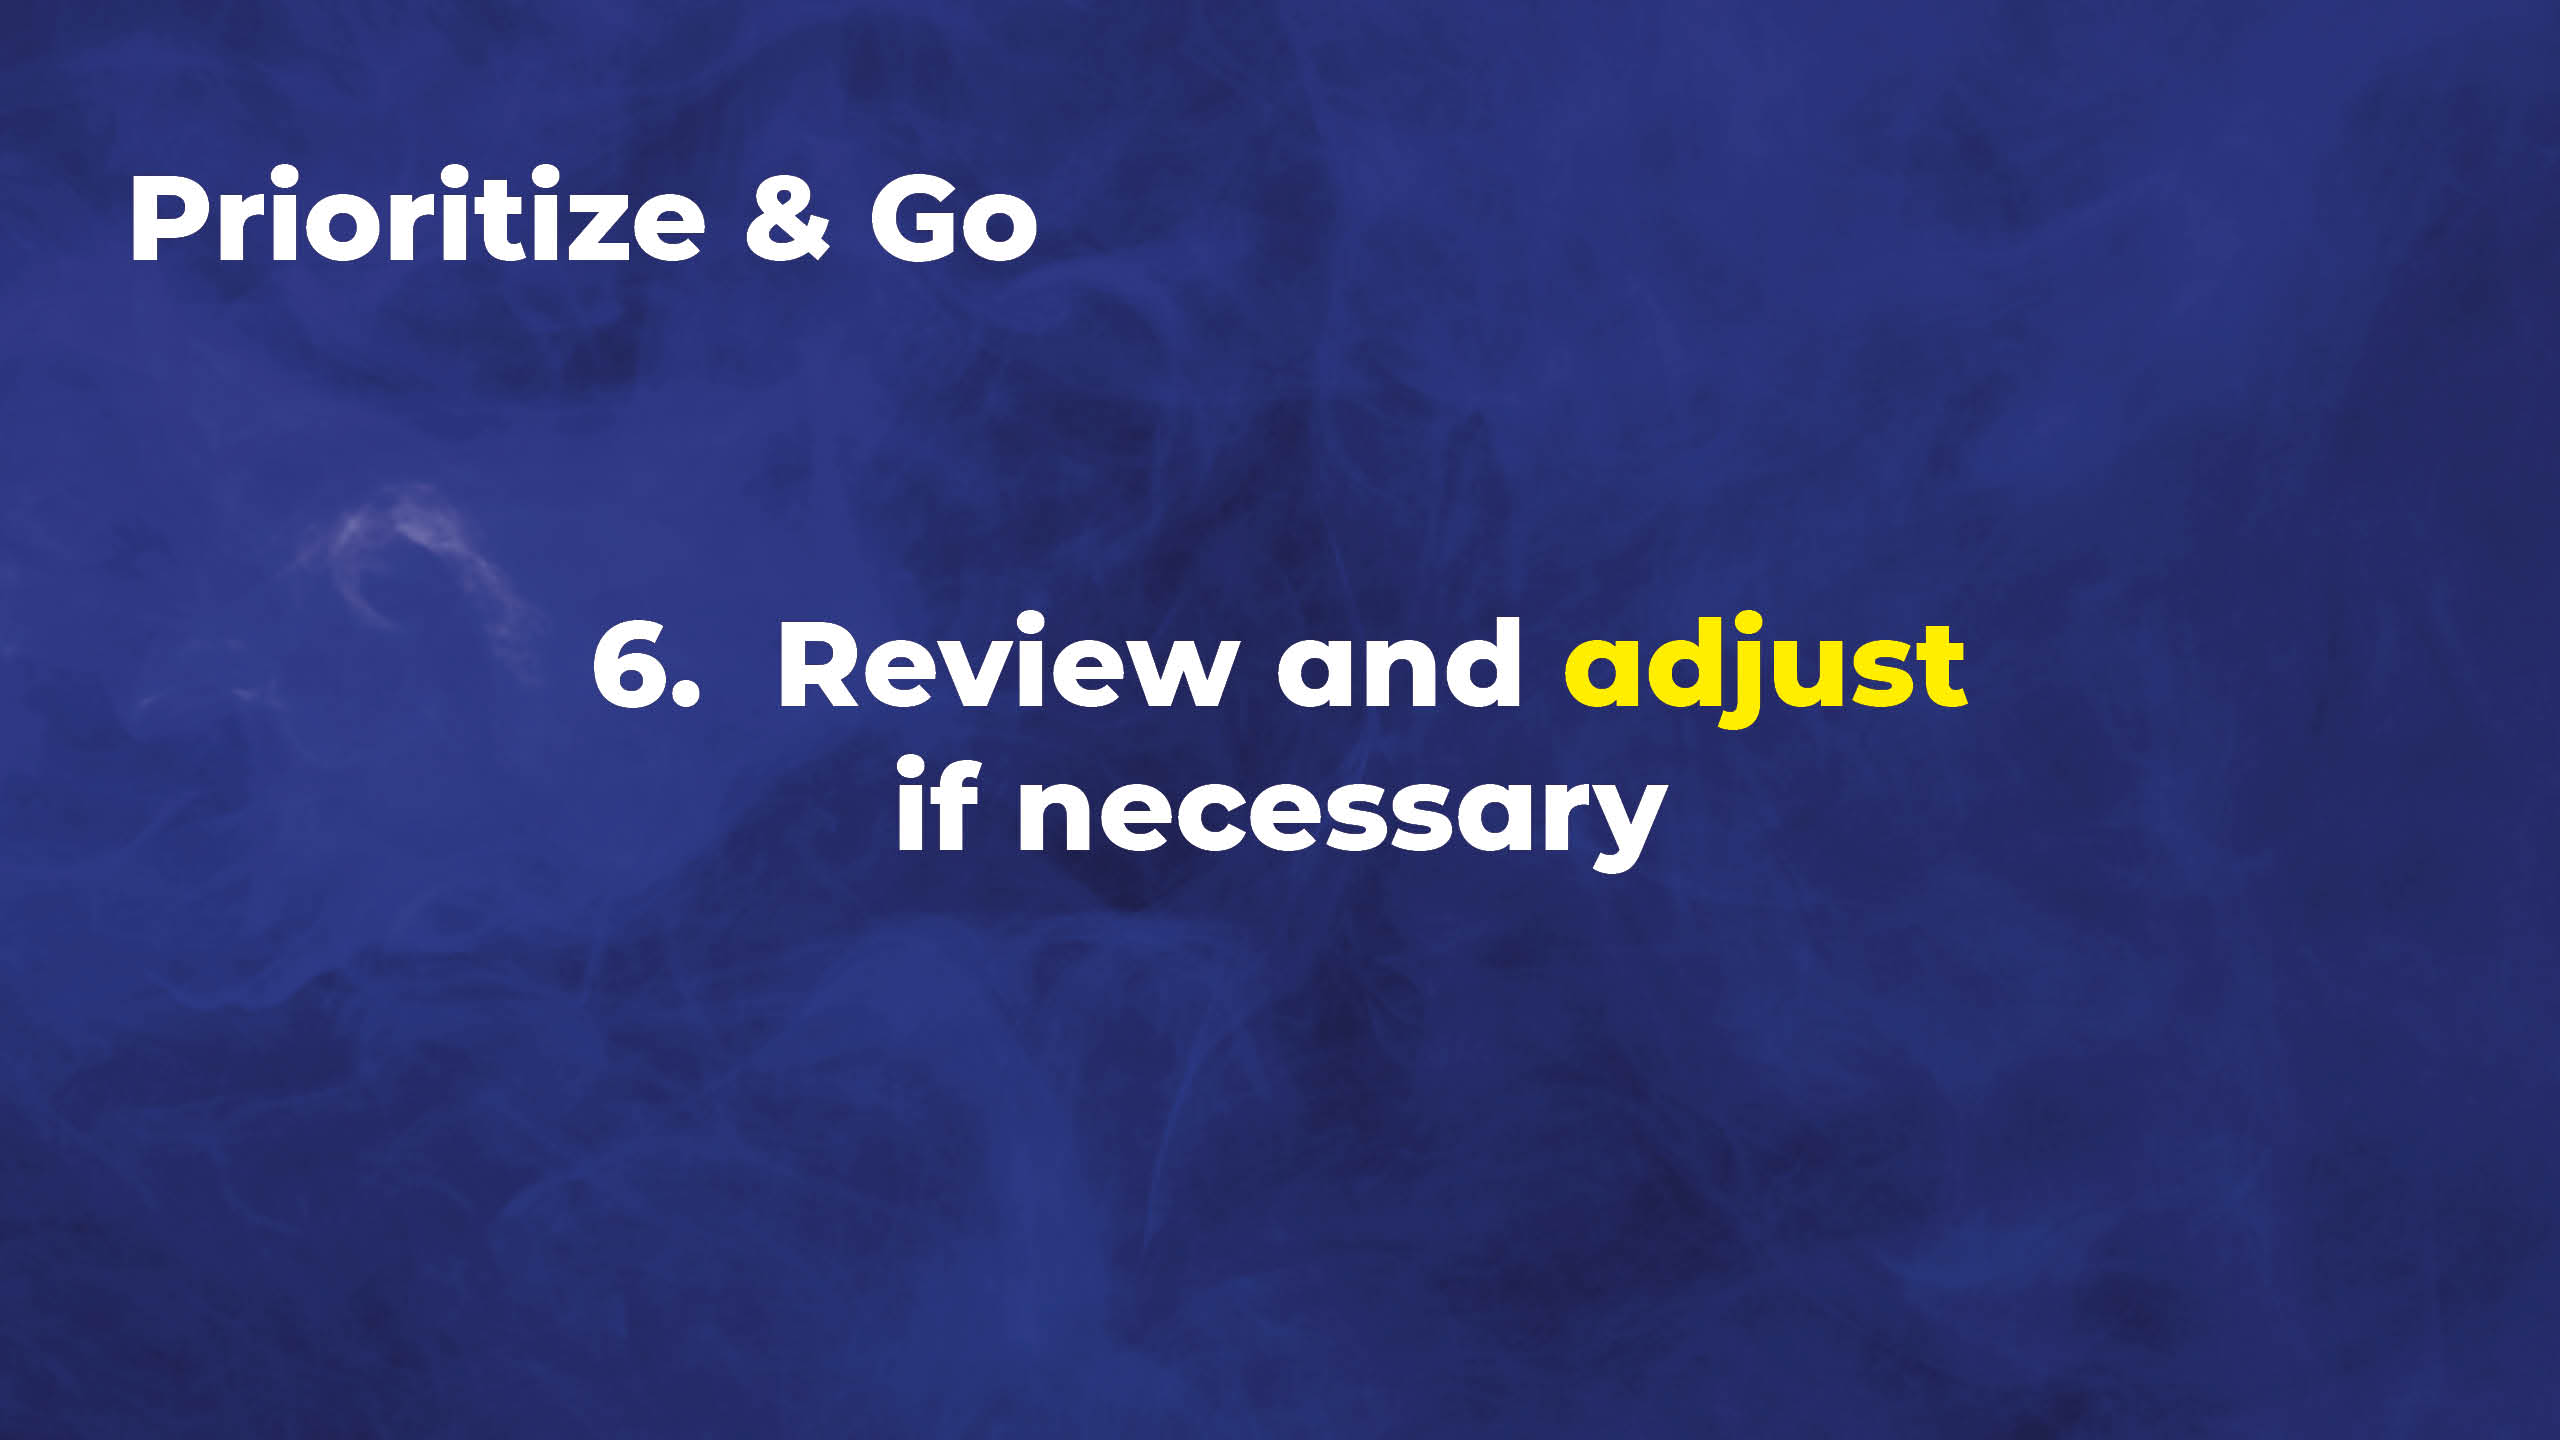 Prioritize & Go
6. Review and adjust
if necessary